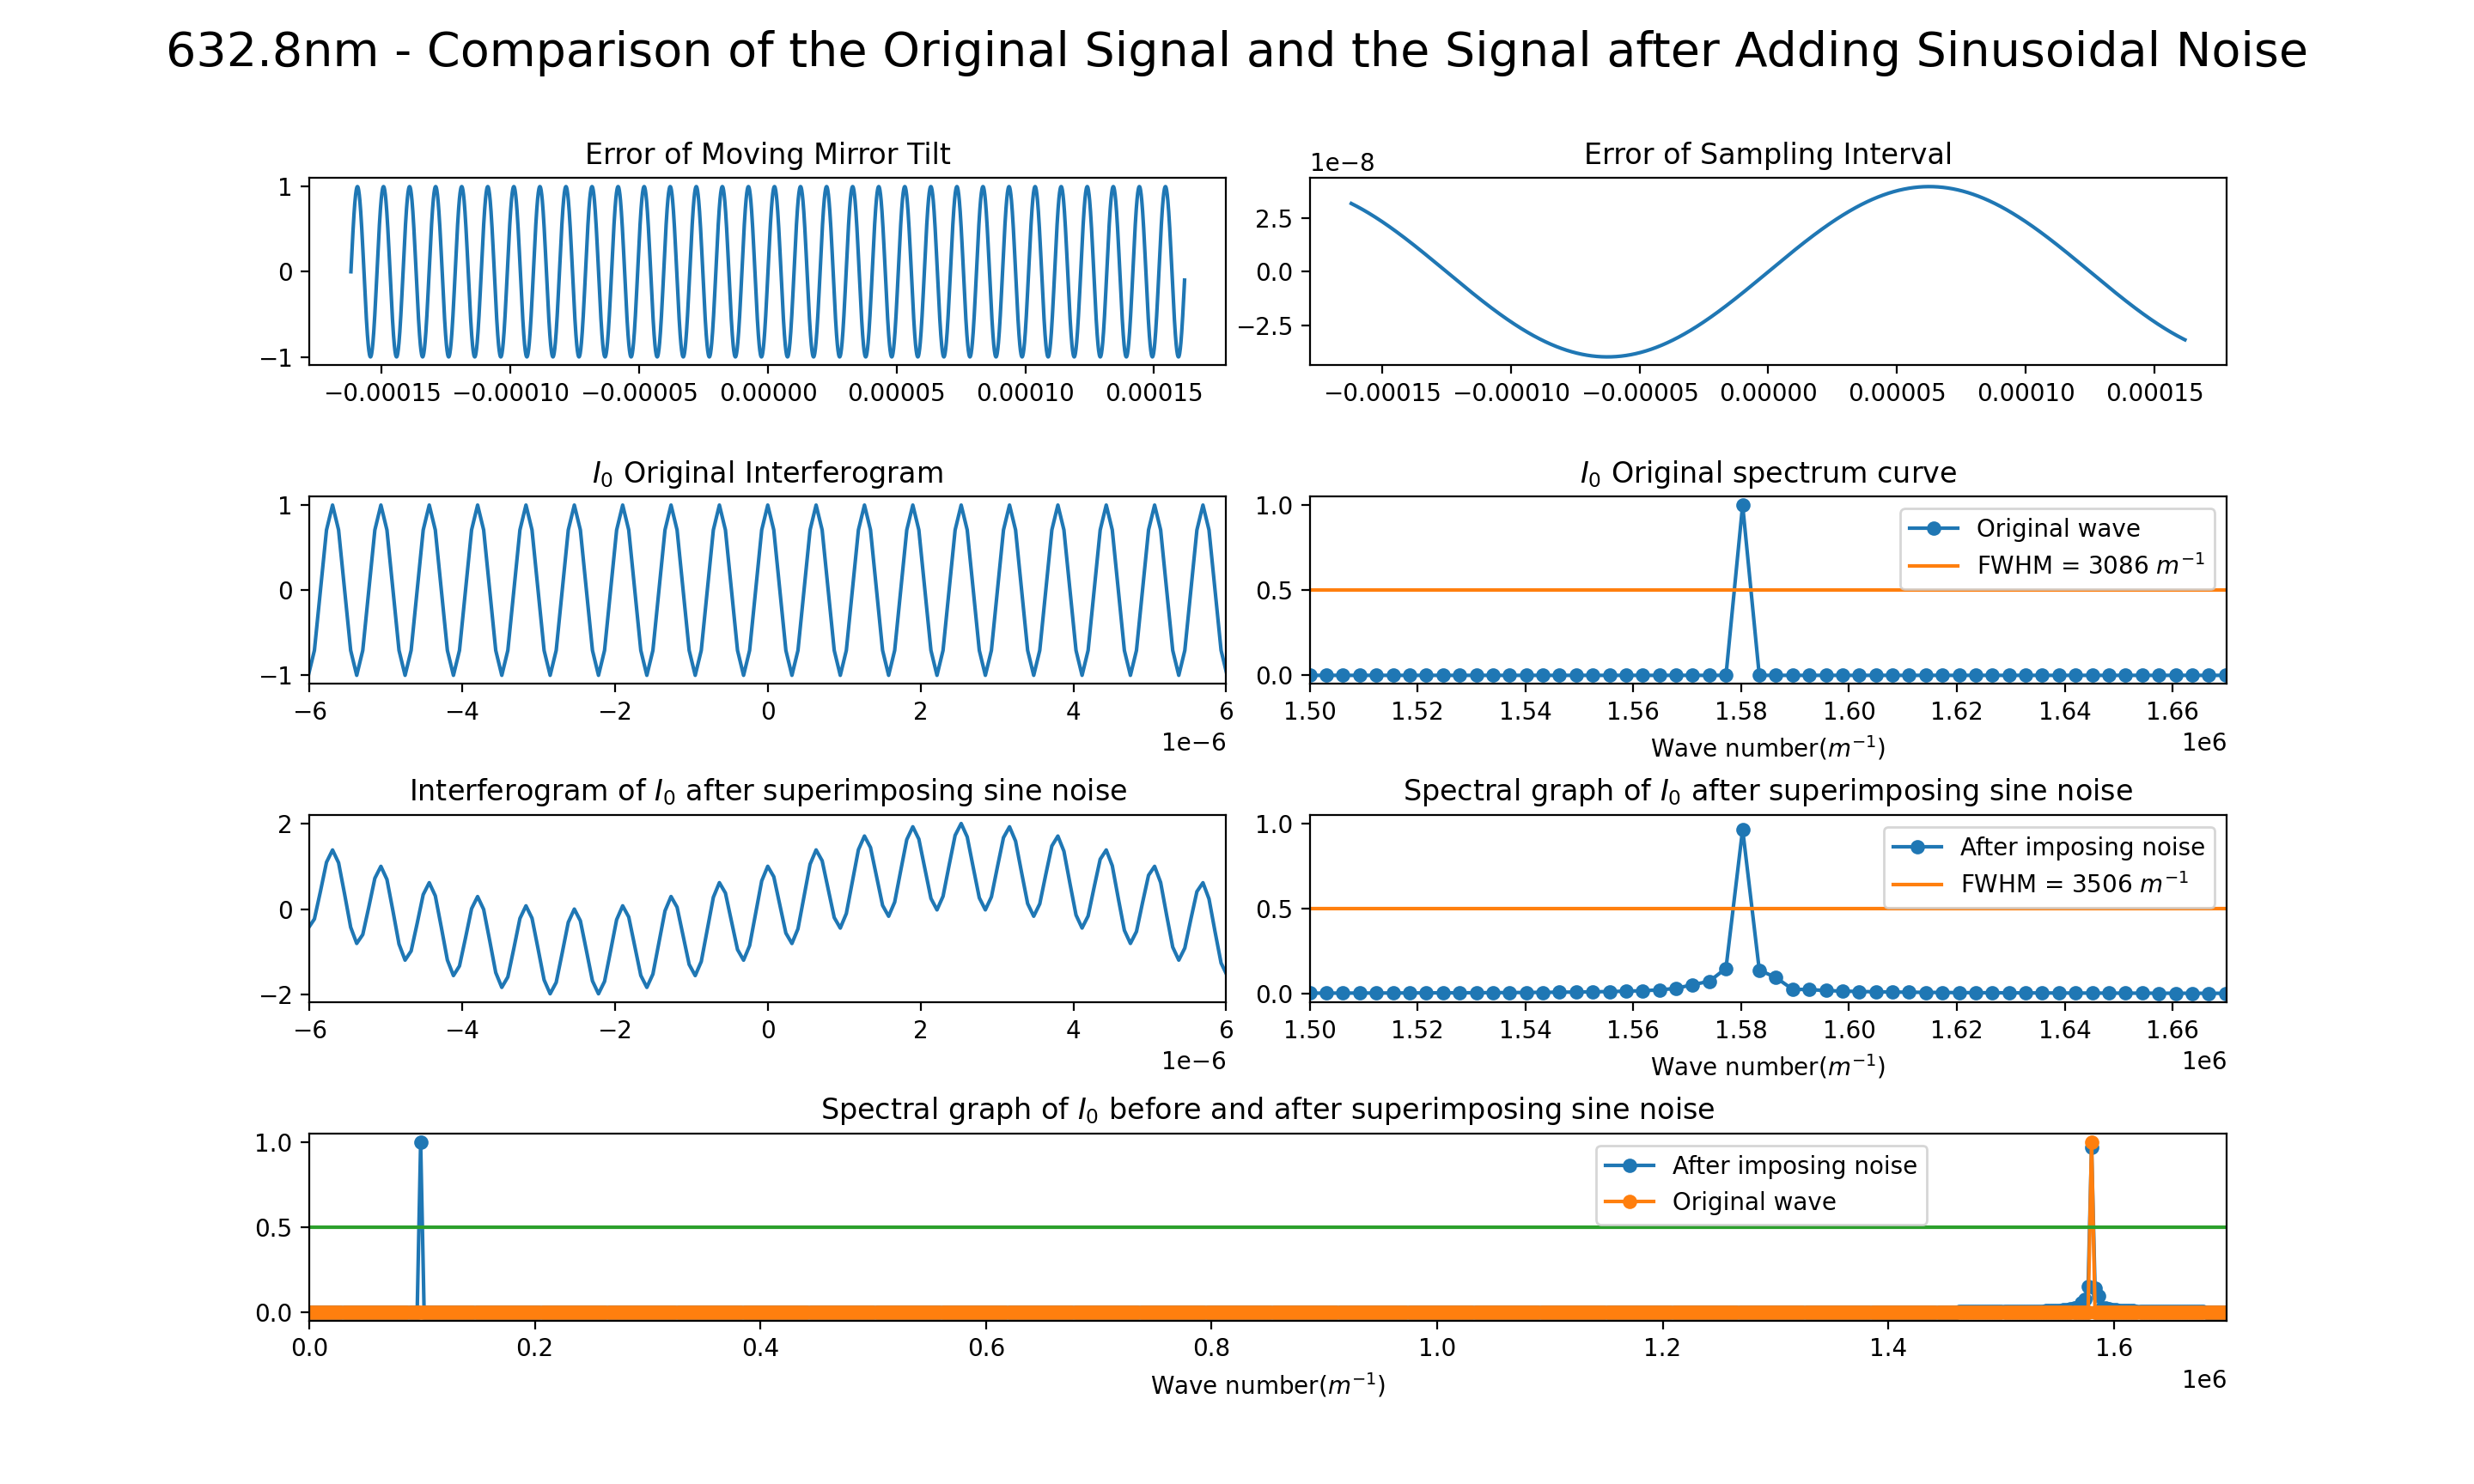 632.8nm - Comparison of the Original Signal and the Signal after Adding Sinusoidal Noise
Error of Moving Mirror Tilt
1
0
−1
−0.00015 −0.00010 −0.00005 0.00000 0.00005 0.00010 0.00015
Error of Sampling Interval
1e−8
2.5
0.0
−2.5
−0.00015 −0.00010 −0.00005 0.00000 0.00005 0.00010 0.00015
I₀ Original Interferogram
1
0
−1
−6 −4 −2 0 2 4 6
1e−6
I₀ Original spectrum curve
1.0
0.5
0.0
Original wave
FWHM = 3086 m⁻¹
1.50 1.52 1.54 1.56 1.58 1.60 1.62 1.64 1.66
Wave number(m⁻¹)
1e6
Interferogram of I₀ after superimposing sine noise
2
0
−2
−6 −4 −2 0 2 4 6
1e−6
Spectral graph of I₀ after superimposing sine noise
1.0
0.5
0.0
After imposing noise
FWHM = 3506 m⁻¹
1.50 1.52 1.54 1.56 1.58 1.60 1.62 1.64 1.66
Wave number(m⁻¹)
1e6
Spectral graph of I₀ before and after superimposing sine noise
1.0
0.5
0.0
After imposing noise
Original wave
0.0 0.2 0.4 0.6 0.8 1.0 1.2 1.4 1.6
Wave number(m⁻¹)
1e6